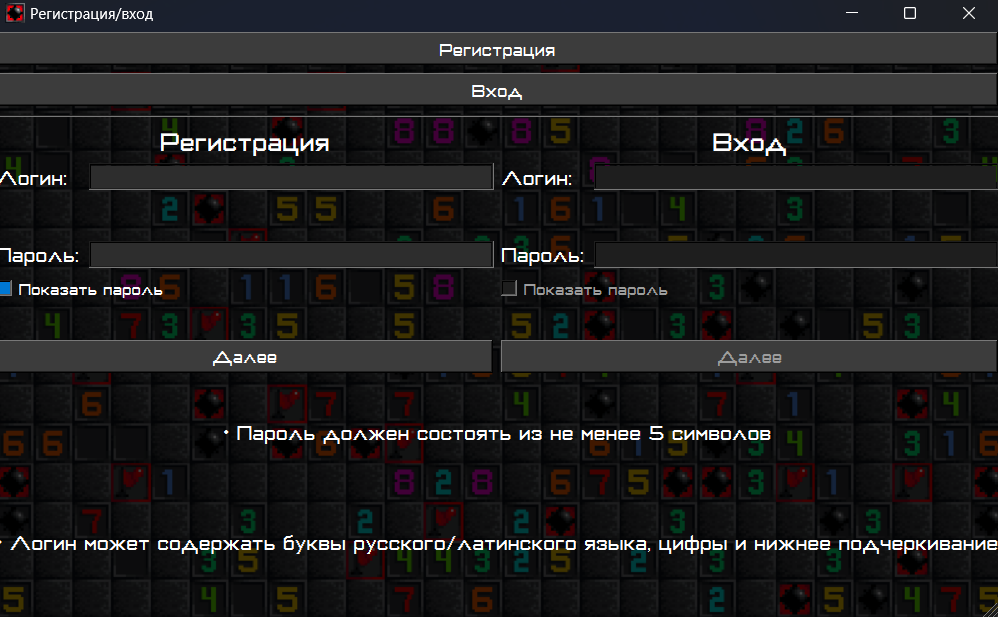 Регистрация/вход
Регистрация
Вход
Регистрация Вход
Логин: Логин:
Пароль: Пароль:
Показать пароль Показать пароль
Далее Далее
• Пароль должен состоять из не менее 5 символов
• Логин может содержать буквы русского/латинского языка, цифры и нижнее подчеркивание